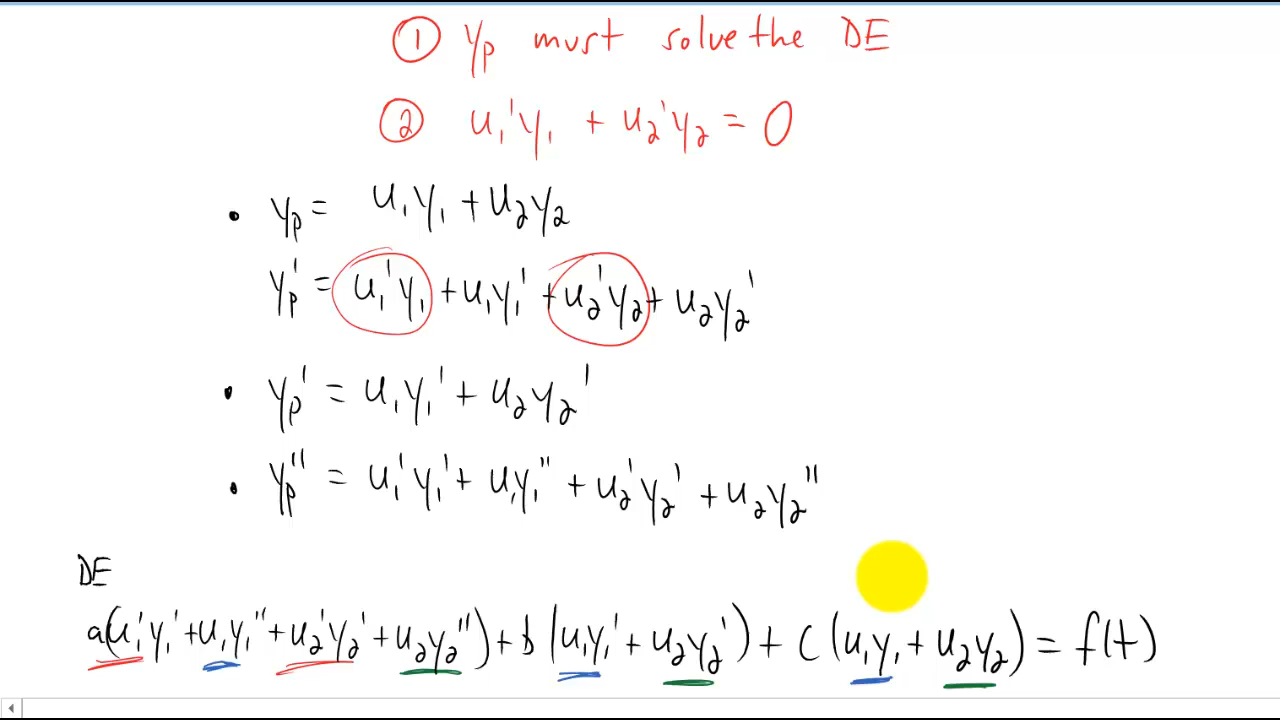 ① yₚ must solve the DE
② u₁'y₁ + u₂'y₂ = 0
• yₚ = u₁y₁ + u₂y₂
yₚ' = u₁'y₁ + u₁y₁' + u₂'y₂ + u₂y₂'
• yₚ' = u₁y₁' + u₂y₂'
• yₚ'' = u₁'y₁' + u₁y₁'' + u₂'y₂' + u₂y₂''
DE
a(u₁'y₁' + u₁y₁'' + u₂'y₂' + u₂y₂'') + b(u₁y₁' + u₂y₂') + c(u₁y₁ + u₂y₂) = f(t)